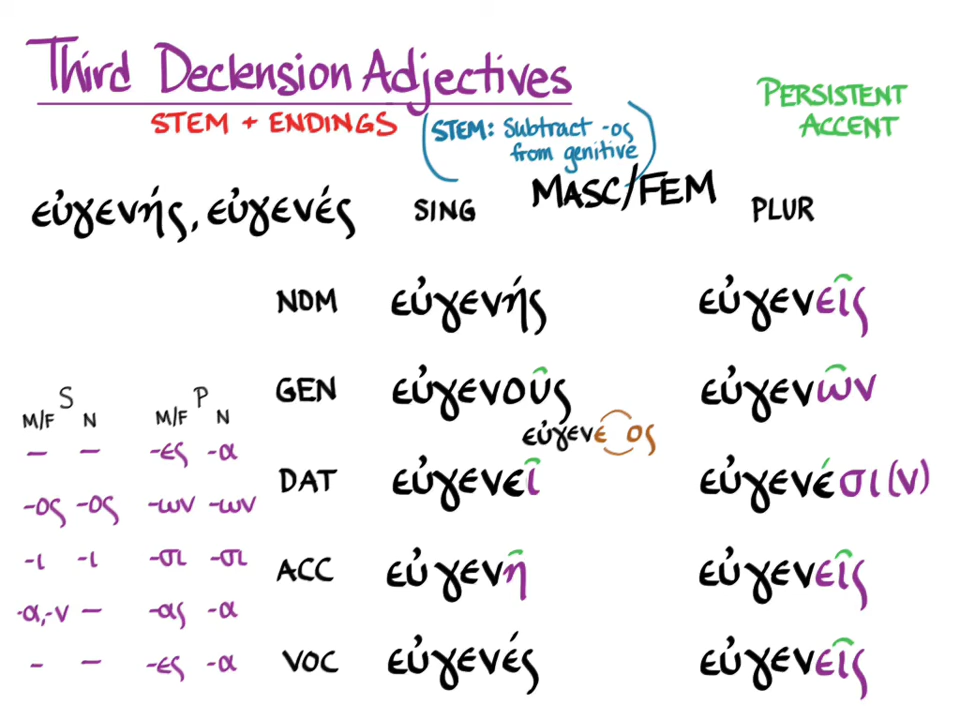 Third Declension Adjectives
PERSISTENT
ACCENT
STEM + ENDINGS
(STEM: Subtract -ος
from genitive)
εὐγενής, εὐγενές
SING
MASC/FEM
PLUR
NOM εὐγενής εὐγενεῖς
GEN εὐγενοῦς εὐγενῶν
εὐγενέ ος
DAT εὐγενεῖ εὐγενέσι(ν)
ACC εὐγενῆ εὐγενεῖς
VOC εὐγενές εὐγενεῖς
S P
M/F N M/F N
– – -ες -α
-ος -ος -ων -ων
-ι -ι -σι -σι
-α,-ν – -ας -α
- – -ες -α